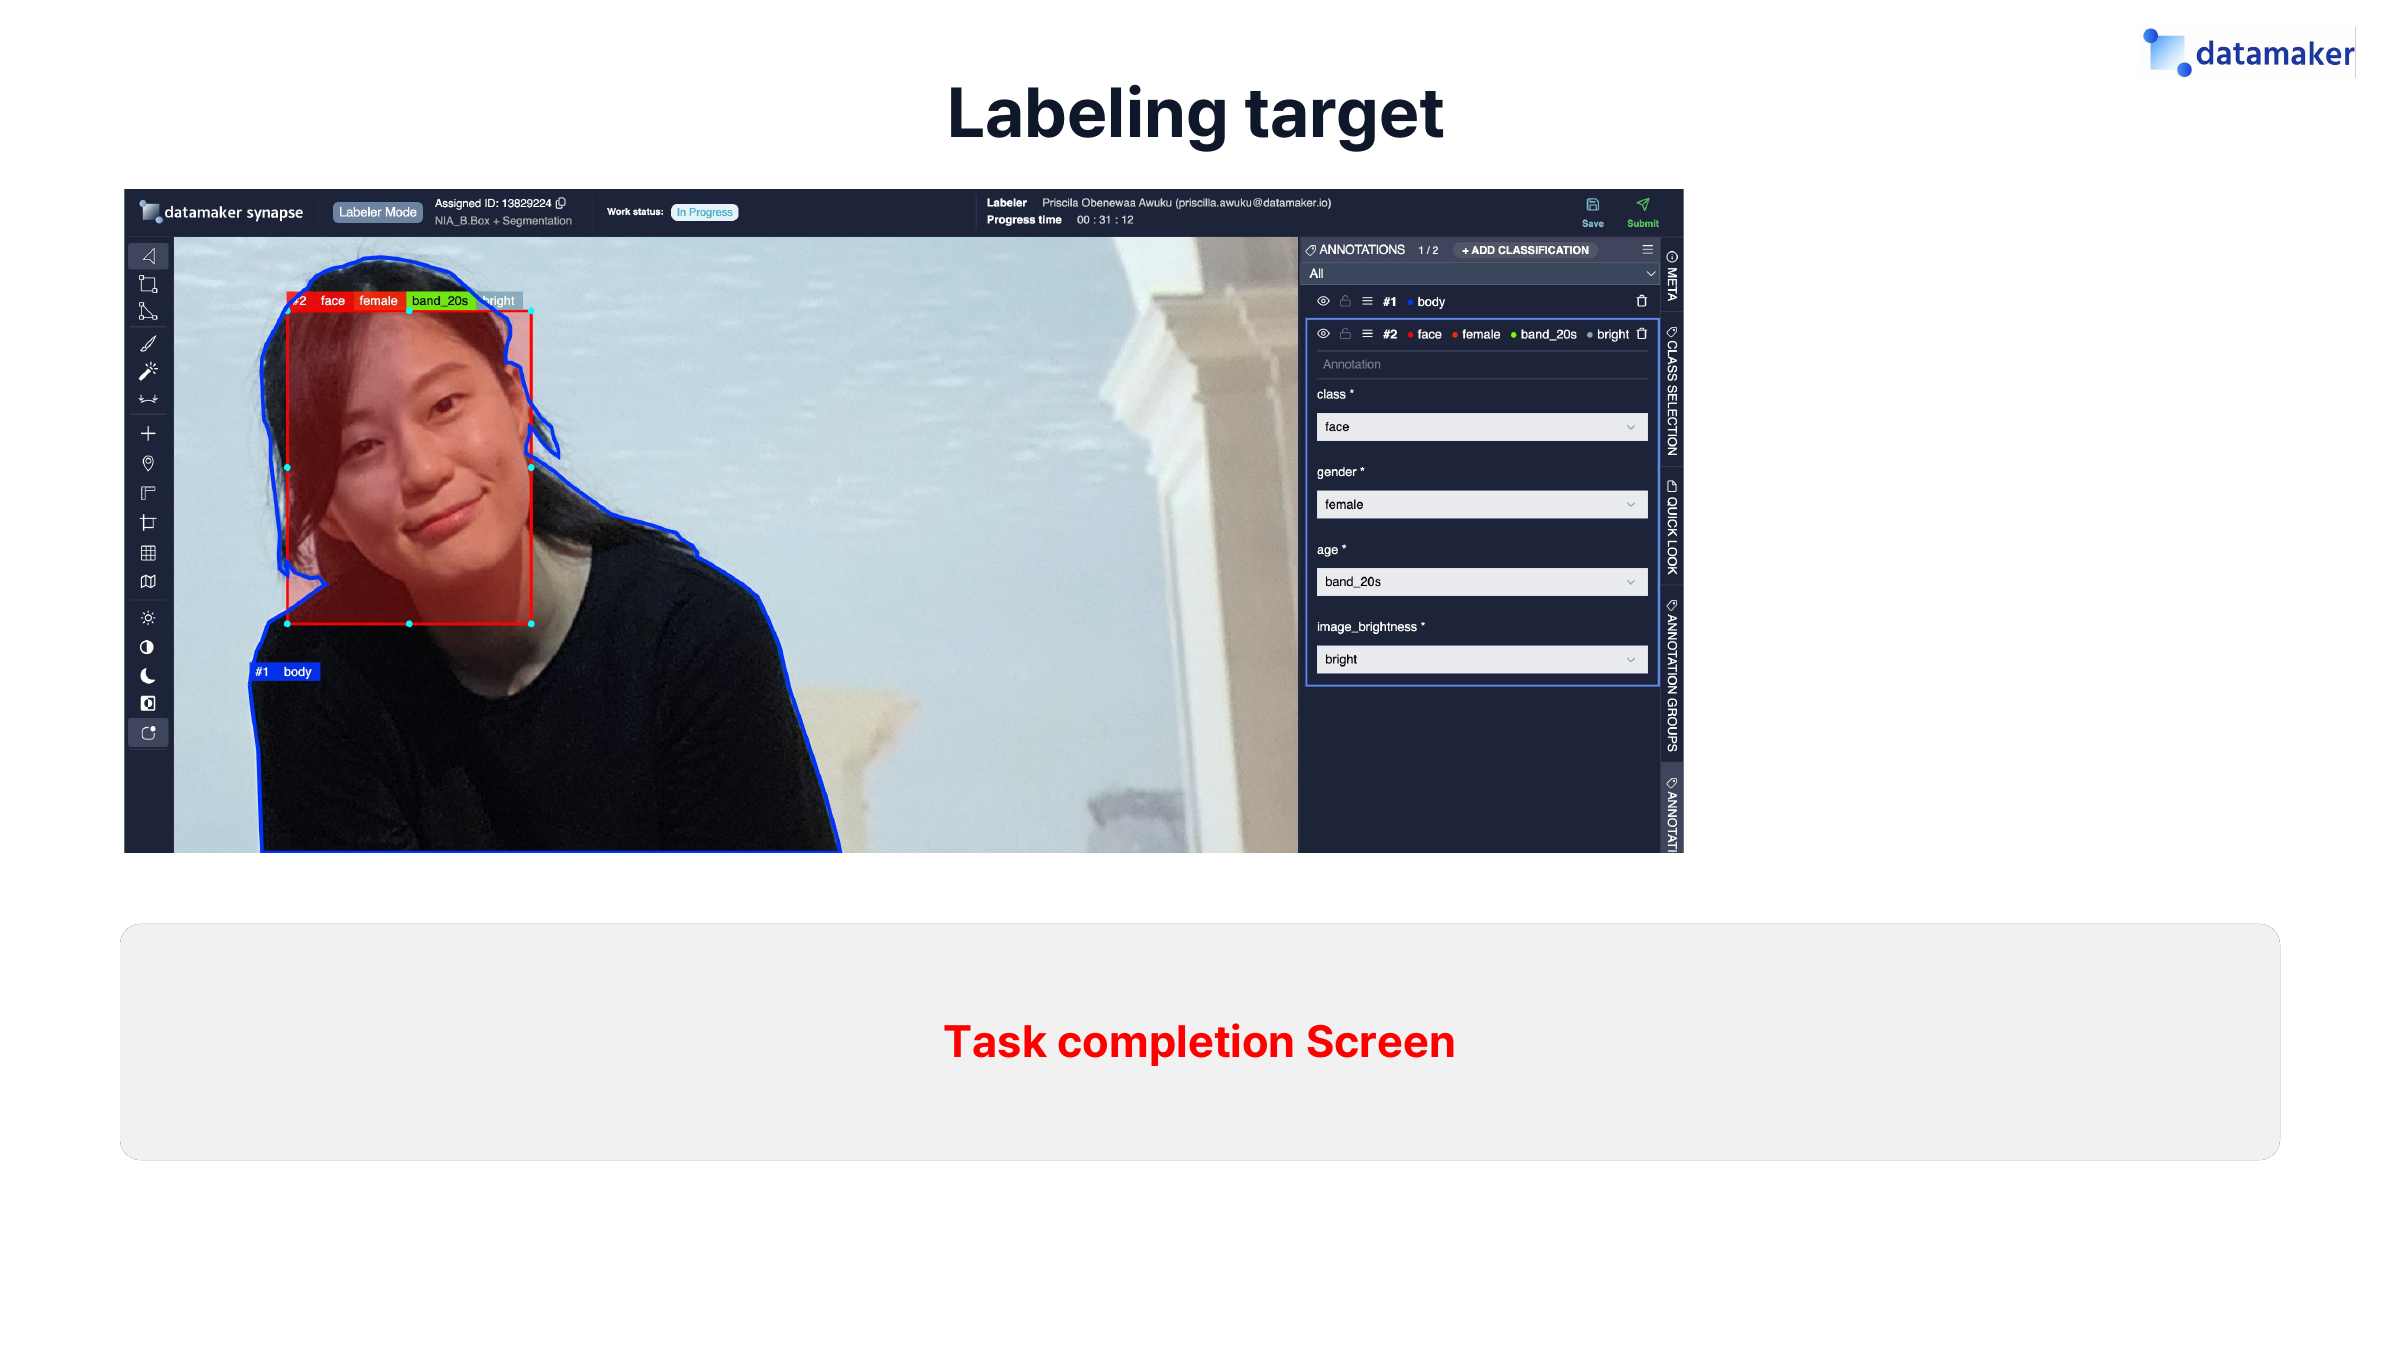 datamaker
Labeling target
datamaker synapse
Labeler Mode
Assigned ID: 13829224
NIA_B.Box + Segmentation
Work status:
In Progress
Labeler Priscila Obenewaa Awuku (priscilla.awuku@datamaker.io)
Progress time 00 : 31 : 12
Save
Submit
#2 face female band_20s bright
#1 body
ANNOTATIONS 1 / 2 + ADD CLASSIFICATION
All
#1 body
#2 face female band_20s bright
Annotation
class *
face
gender *
female
age *
band_20s
image_brightness *
bright
META
CLASS SELECTION
QUICK LOOK
ANNOTATION GROUPS
ANNOTATI
Task completion Screen